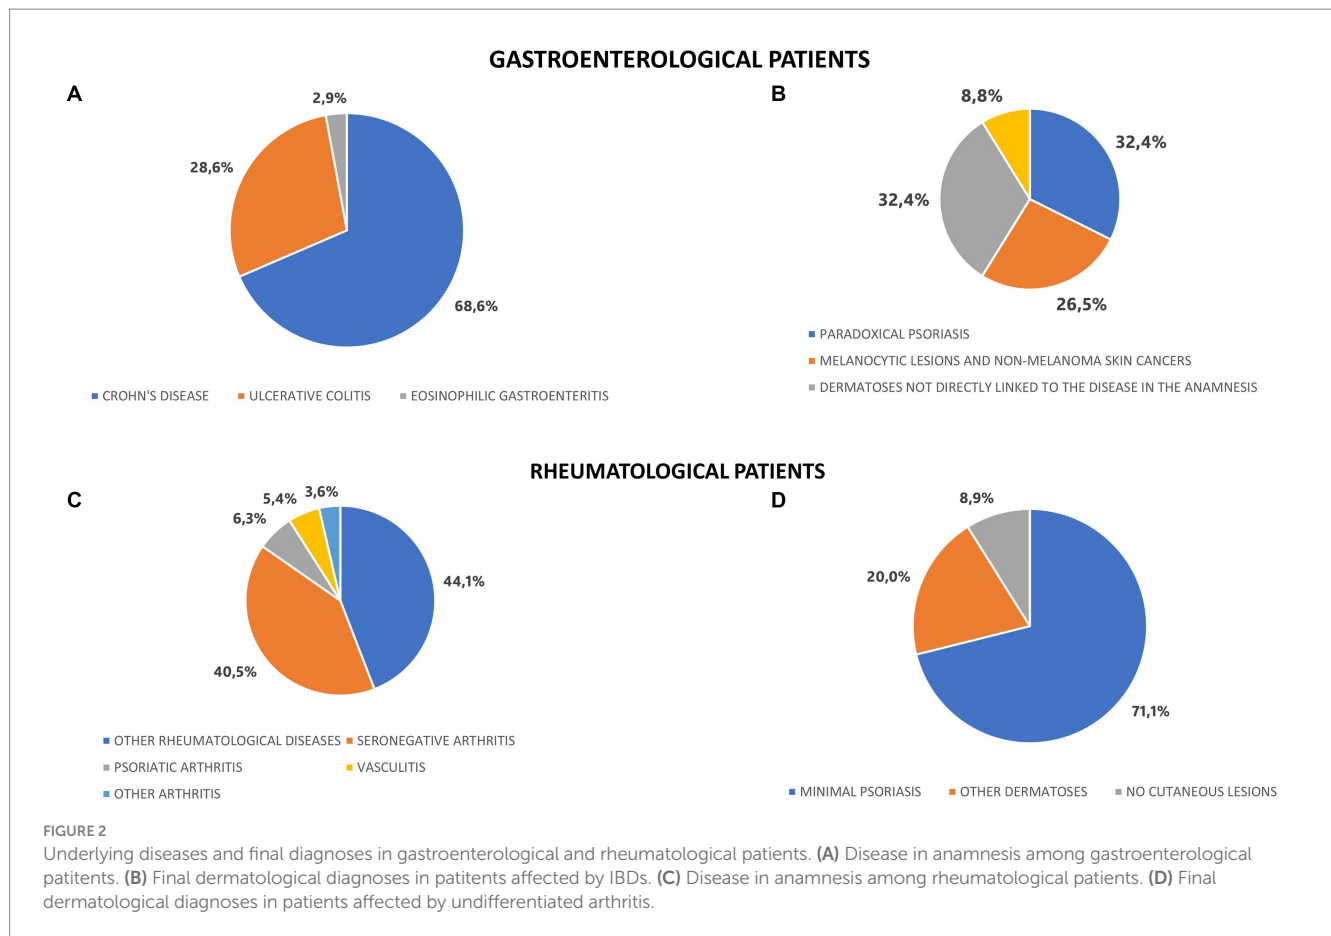 GASTROENTEROLOGICAL PATIENTS
A
2,9%
28,6%
68,6%
CROHN'S DISEASE ULCERATIVE COLITIS EOSINOPHILIC GASTROENTERITIS
B
8,8%
32,4%
32,4%
26,5%
PARADOXICAL PSORIASIS
MELANOCYTIC LESIONS AND NON-MELANOMA SKIN CANCERS
DERMATOSES NOT DIRECTLY LINKED TO THE DISEASE IN THE ANAMNESIS
RHEUMATOLOGICAL PATIENTS
C
3,6%
5,4%
6,3%
44,1%
40,5%
OTHER RHEUMATOLOGICAL DISEASES SERONEGATIVE ARTHRITIS
PSORIATIC ARTHRITIS VASCULITIS
OTHER ARTHRITIS
D
8,9%
20,0%
71,1%
MINIMAL PSORIASIS OTHER DERMATOSES NO CUTANEOUS LESIONS
FIGURE 2
Underlying diseases and final diagnoses in gastroenterological and rheumatological patients. (A) Disease in anamnesis among gastroenterological
patitents. (B) Final dermatological diagnoses in patitents affected by IBDs. (C) Disease in anamnesis among rheumatological patients. (D) Final
dermatological diagnoses in patients affected by undifferentiated arthritis.